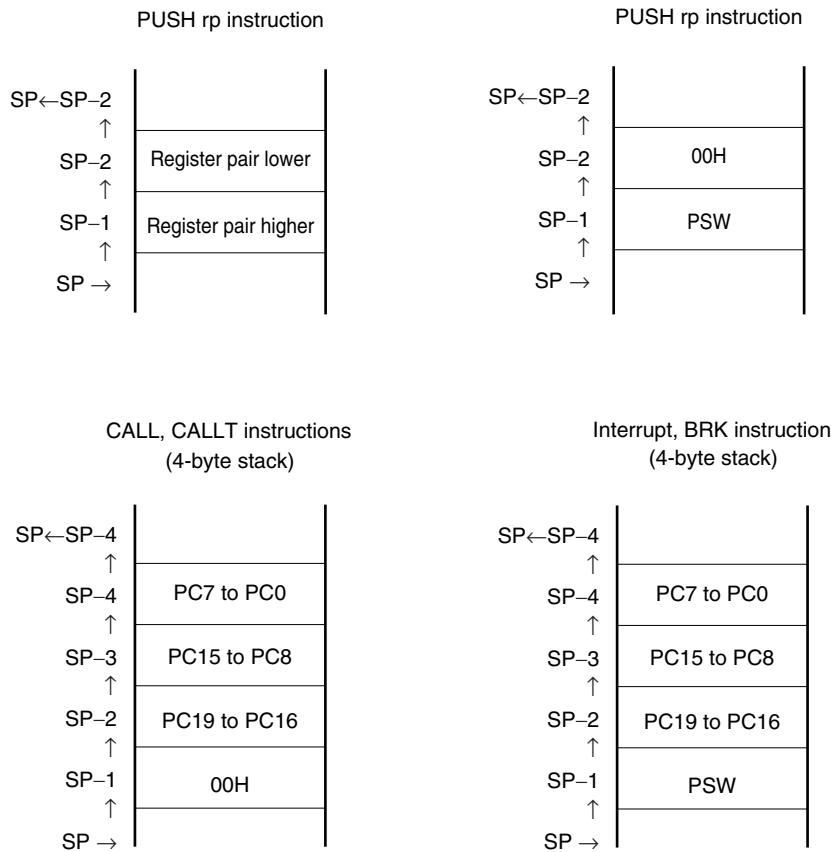 PUSH rp instruction
SP←SP–2
↑
SP–2
↑
SP–1
↑
SP →
Register pair lower
Register pair higher
PUSH rp instruction
SP←SP–2
↑
SP–2
↑
SP–1
↑
SP →
00H
PSW
CALL, CALLT instructions
(4-byte stack)
SP←SP–4
↑
SP–4
↑
SP–3
↑
SP–2
↑
SP–1
↑
SP →
PC7 to PC0
PC15 to PC8
PC19 to PC16
00H
Interrupt, BRK instruction
(4-byte stack)
SP←SP–4
↑
SP–4
↑
SP–3
↑
SP–2
↑
SP–1
↑
SP →
PC7 to PC0
PC15 to PC8
PC19 to PC16
PSW